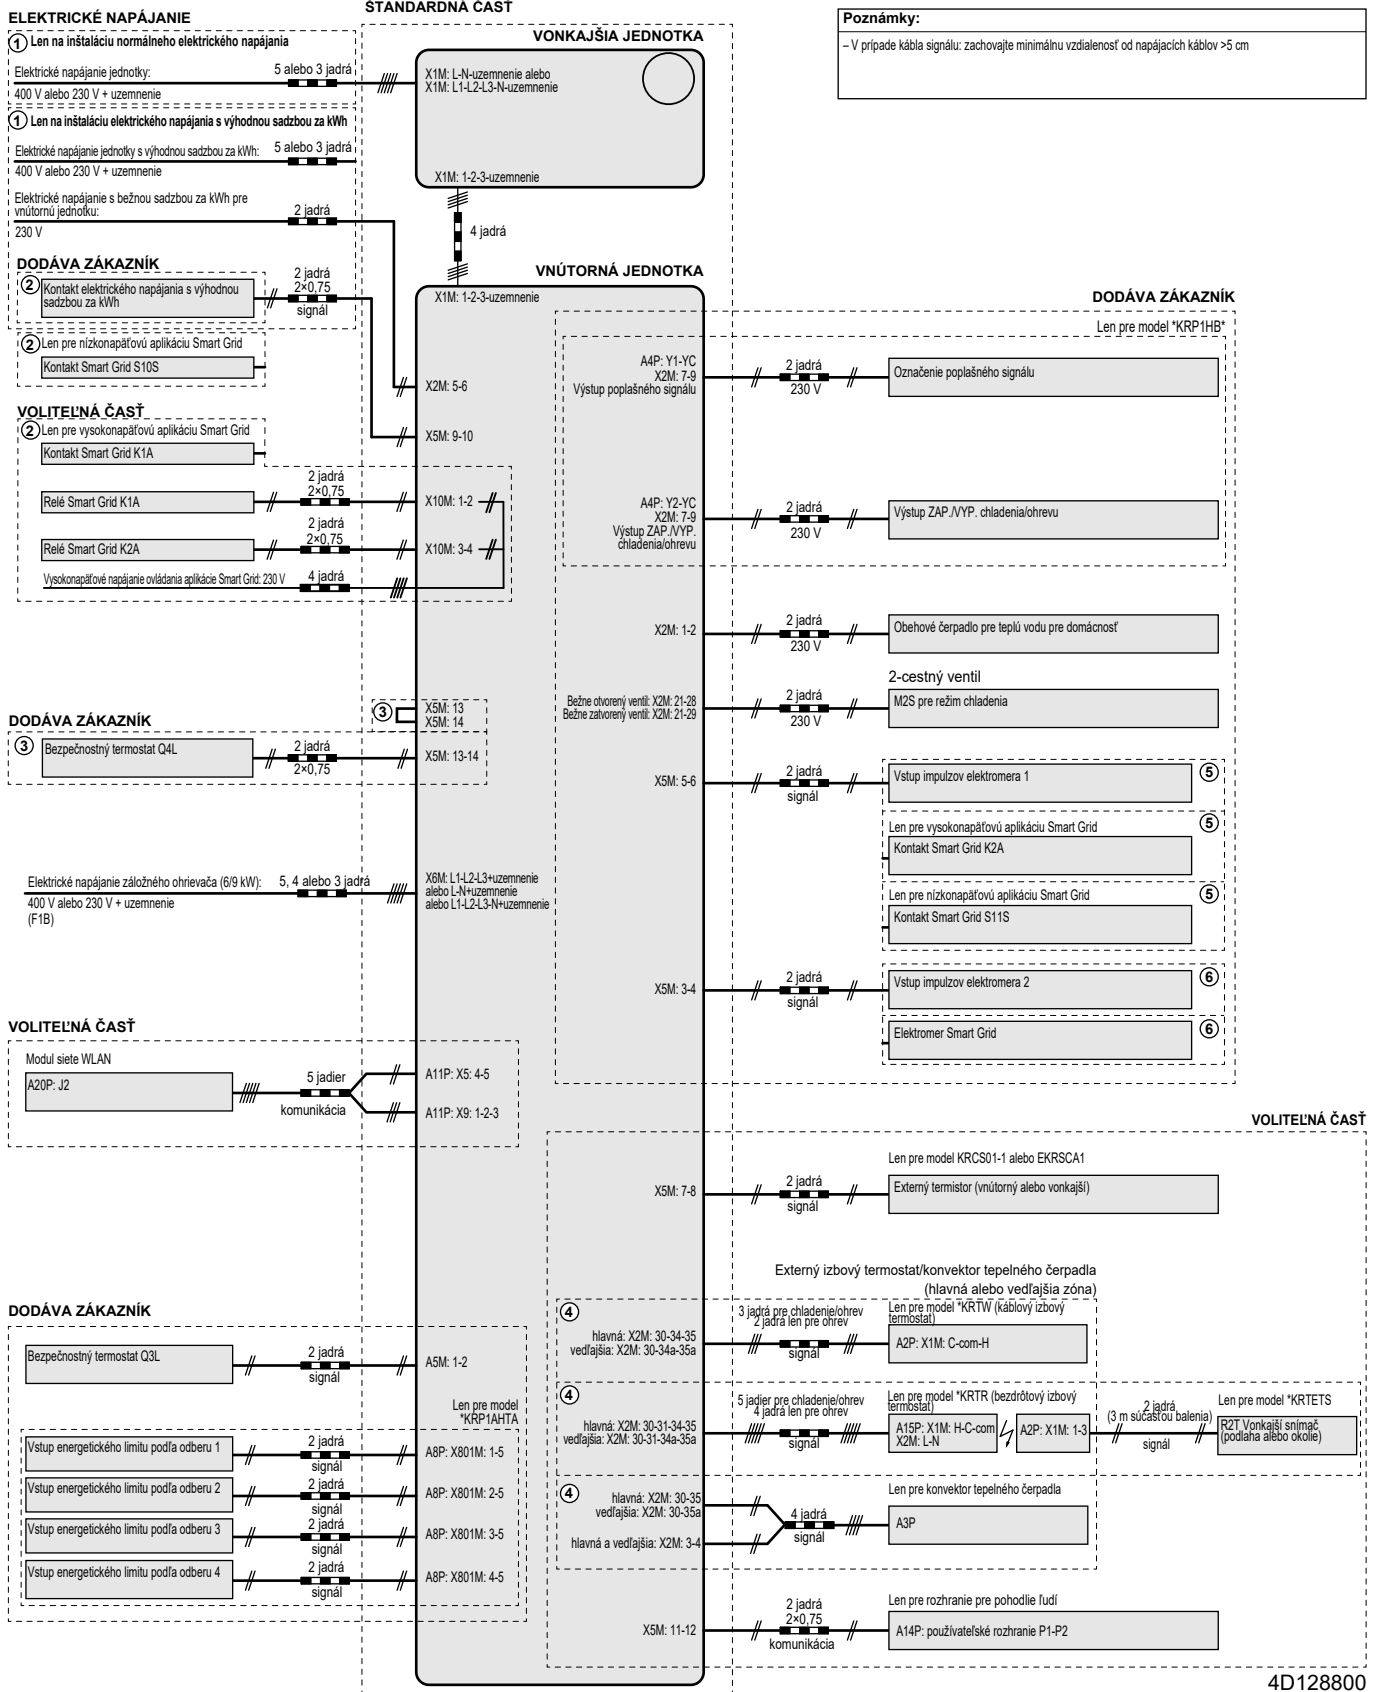 ELEKTRICKÉ NAPÁJANIE
① Len na inštaláciu normálneho elektrického napájania
Elektrické napájanie jednotky:
5 alebo 3 jadrá
400 V alebo 230 V + uzemnenie
① Len na inštaláciu elektrického napájania s výhodnou sadzbou za kWh
Elektrické napájanie jednotky s výhodnou sadzbou za kWh:
5 alebo 3 jadrá
400 V alebo 230 V + uzemnenie
Elektrické napájanie s bežnou sadzbou za kWh pre
vnútornú jednotku:
2 jadrá
230 V
DODÁVA ZÁKAZNÍK
② Kontakt elektrického napájania s výhodnou
sadzbou za kWh
2 jadrá
2×0,75
signál
② Len pre nízkonapäťovú aplikáciu Smart Grid
Kontakt Smart Grid S10S
VOLITEĽNÁ ČASŤ
② Len pre vysokonapäťovú aplikáciu Smart Grid
Kontakt Smart Grid K1A
Relé Smart Grid K1A
2 jadrá
2×0,75
Relé Smart Grid K2A
2 jadrá
2×0,75
Vysokonapäťové napájanie ovládania aplikácie Smart Grid: 230 V
4 jadrá
DODÁVA ZÁKAZNÍK
③ Bezpečnostný termostat Q4L
2 jadrá
2×0,75
Elektrické napájanie záložného ohrievača (6/9 kW):
5, 4 alebo 3 jadrá
400 V alebo 230 V + uzemnenie
(F1B)
VOLITEĽNÁ ČASŤ
Modul siete WLAN
A20P: J2
5 jadier
komunikácia
DODÁVA ZÁKAZNÍK
Bezpečnostný termostat Q3L
2 jadrá
signál
Vstup energetického limitu podľa odberu 1
2 jadrá
signál
Vstup energetického limitu podľa odberu 2
2 jadrá
signál
Vstup energetického limitu podľa odberu 3
2 jadrá
signál
Vstup energetického limitu podľa odberu 4
2 jadrá
signál
ŠTANDARDNÁ ČASŤ
VONKAJŠIA JEDNOTKA
X1M: L-N-uzemnenie alebo
X1M: L1-L2-L3-N-uzemnenie
X1M: 1-2-3-uzemnenie
4 jadrá
VNÚTORNÁ JEDNOTKA
X1M: 1-2-3-uzemnenie
X2M: 5-6
X5M: 9-10
X10M: 1-2
X10M: 3-4
③
X5M: 13
X5M: 14
X5M: 13-14
X6M: L1-L2-L3+uzemnenie
alebo L-N+uzemnenie
alebo L1-L2-L3-N+uzemnenie
A11P: X5: 4-5
A11P: X9: 1-2-3
A5M: 1-2
Len pre model
*KRP1AHTA
A8P: X801M: 1-5
A8P: X801M: 2-5
A8P: X801M: 3-5
A8P: X801M: 4-5
Poznámky:
– V prípade kábla signálu: zachovajte minimálnu vzdialenosť od napájacích káblov >5 cm
DODÁVA ZÁKAZNÍK
Len pre model *KRP1HB*
A4P: Y1-YC
X2M: 7-9
Výstup poplašného signálu
2 jadrá
230 V
Označenie poplašného signálu
A4P: Y2-YC
X2M: 7-9
Výstup ZAP./VYP.
chladenia/ohrevu
2 jadrá
230 V
Výstup ZAP./VYP. chladenia/ohrevu
X2M: 1-2
2 jadrá
230 V
Obehové čerpadlo pre teplú vodu pre domácnosť
2-cestný ventil
Bežne otvorený ventil: X2M: 21-28
Bežne zatvorený ventil: X2M: 21-29
2 jadrá
230 V
M2S pre režim chladenia
X5M: 5-6
2 jadrá
signál
Vstup impulzov elektromera 1
⑤
Len pre vysokonapäťovú aplikáciu Smart Grid
⑤
Kontakt Smart Grid K2A
Len pre nízkonapäťovú aplikáciu Smart Grid
⑤
Kontakt Smart Grid S11S
X5M: 3-4
2 jadrá
signál
Vstup impulzov elektromera 2
⑥
Elektromer Smart Grid
⑥
VOLITEĽNÁ ČASŤ
Len pre model KRCS01-1 alebo EKRSCA1
X5M: 7-8
2 jadrá
signál
Externý termistor (vnútorný alebo vonkajší)
Externý izbový termostat/konvektor tepelného čerpadla
(hlavná alebo vedľajšia zóna)
④
hlavná: X2M: 30-34-35
vedľajšia: X2M: 30-34a-35a
3 jadrá pre chladenie/ohrev
2 jadrá len pre ohrev
signál
Len pre model *KRTW (káblový izbový
termostat)
A2P: X1M: C-com-H
④
hlavná: X2M: 30-31-34-35
vedľajšia: X2M: 30-31-34a-35a
5 jadier pre chladenie/ohrev
4 jadrá len pre ohrev
signál
Len pre model *KRTR (bezdrôtový izbový
termostat)
A15P: X1M: H-C-com
X2M: L-N
A2P: X1M: 1-3
2 jadrá
(3 m súčasťou balenia)
signál
Len pre model *KRTETS
R2T Vonkajší snímač
(podlaha alebo okolie)
④
hlavná: X2M: 30-35
vedľajšia: X2M: 30-35a
hlavná a vedľajšia: X2M: 3-4
4 jadrá
signál
Len pre konvektor tepelného čerpadla
A3P
X5M: 11-12
2 jadrá
2×0,75
komunikácia
Len pre rozhranie pre pohodlie ľudí
A14P: používateľské rozhranie P1-P2
4D128800